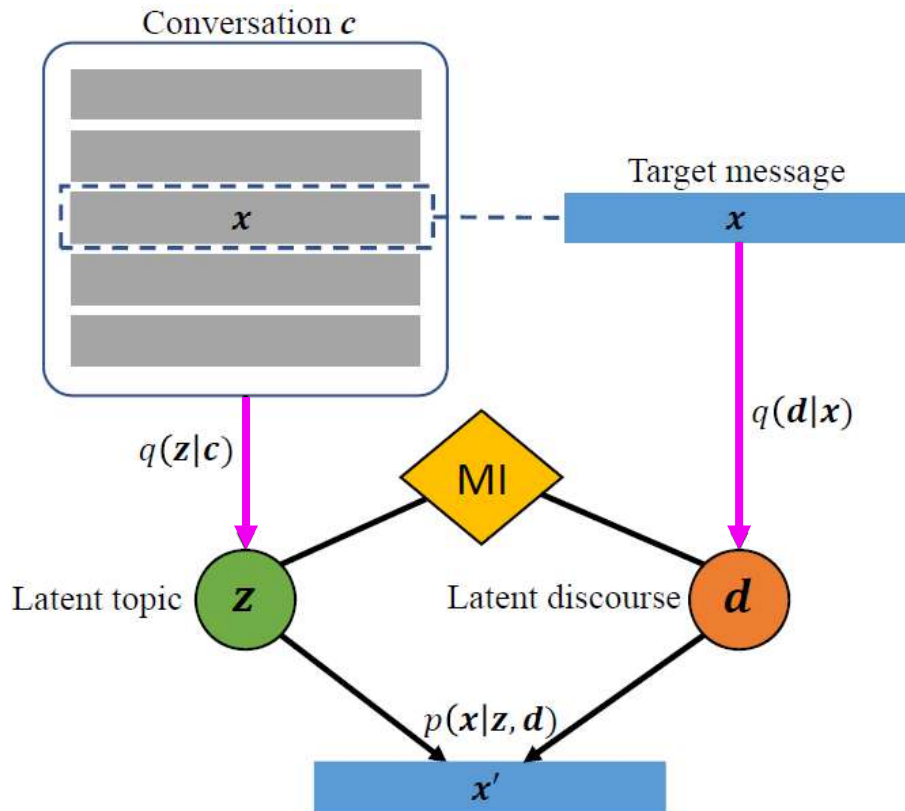 Conversation c
x
Target message
x
q(z|c)
q(d|x)
MI
Latent topic
z
Latent discourse
d
p(x|z, d)
x′